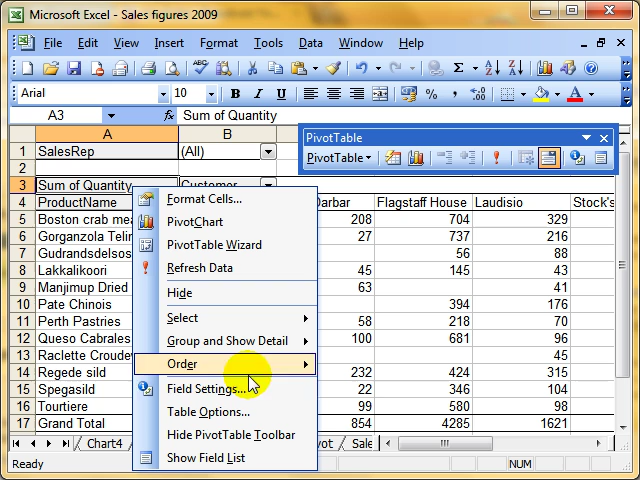 Microsoft Excel - Sales figures 2009
File Edit View Insert Format Tools Data Window Help
Arial 10 B I U % , .00
A3 fx Sum of Quantity
A B
1 SalesRep (All)
2
3 Sum of Quantity Customer
4 ProductName Darbar Flagstaff House Laudisio Stock's
5 Boston crab mea 208 704 329
6 Gorganzola Telin 27 737 216
7 Gudrandsdelsos 56 88
8 Lakkalikoori 45 145 43
9 Manjimup Dried 63 41
10 Pate Chinois 394 176
11 Perth Pastries 58 218 70
12 Queso Cabrales 100 681 96
13 Raclette Croudev 45
14 Regede sild 232 424 315
15 Spegasild 22 346 104
16 Tourtiere 99 580 98
17 Grand Total 854 4285 1621
PivotTable
PivotTable
Format Cells...
PivotChart
PivotTable Wizard
Refresh Data
Hide
Select
Group and Show Detail
Order
Field Settings...
Table Options...
Hide PivotTable Toolbar
Show Field List
Chart4 vot Sale
Ready NUM